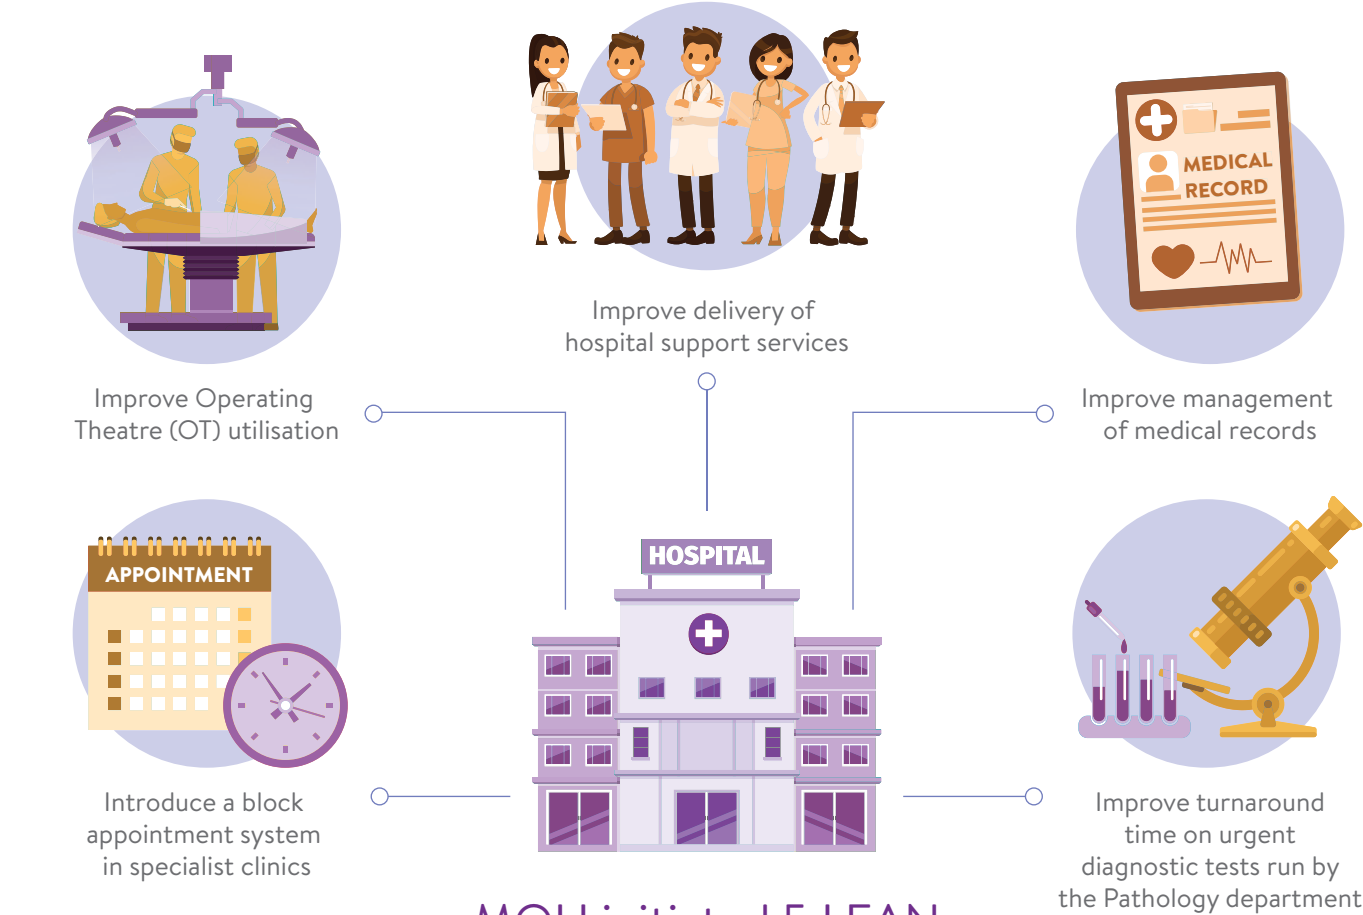 MEDICAL
RECORD
Improve delivery of
hospital support services
Improve Operating
Theatre (OT) utilisation
Improve management
of medical records
HOSPITAL
APPOINTMENT
Introduce a block
appointment system
in specialist clinics
Improve turnaround
time on urgent
diagnostic tests run by
the Pathology department